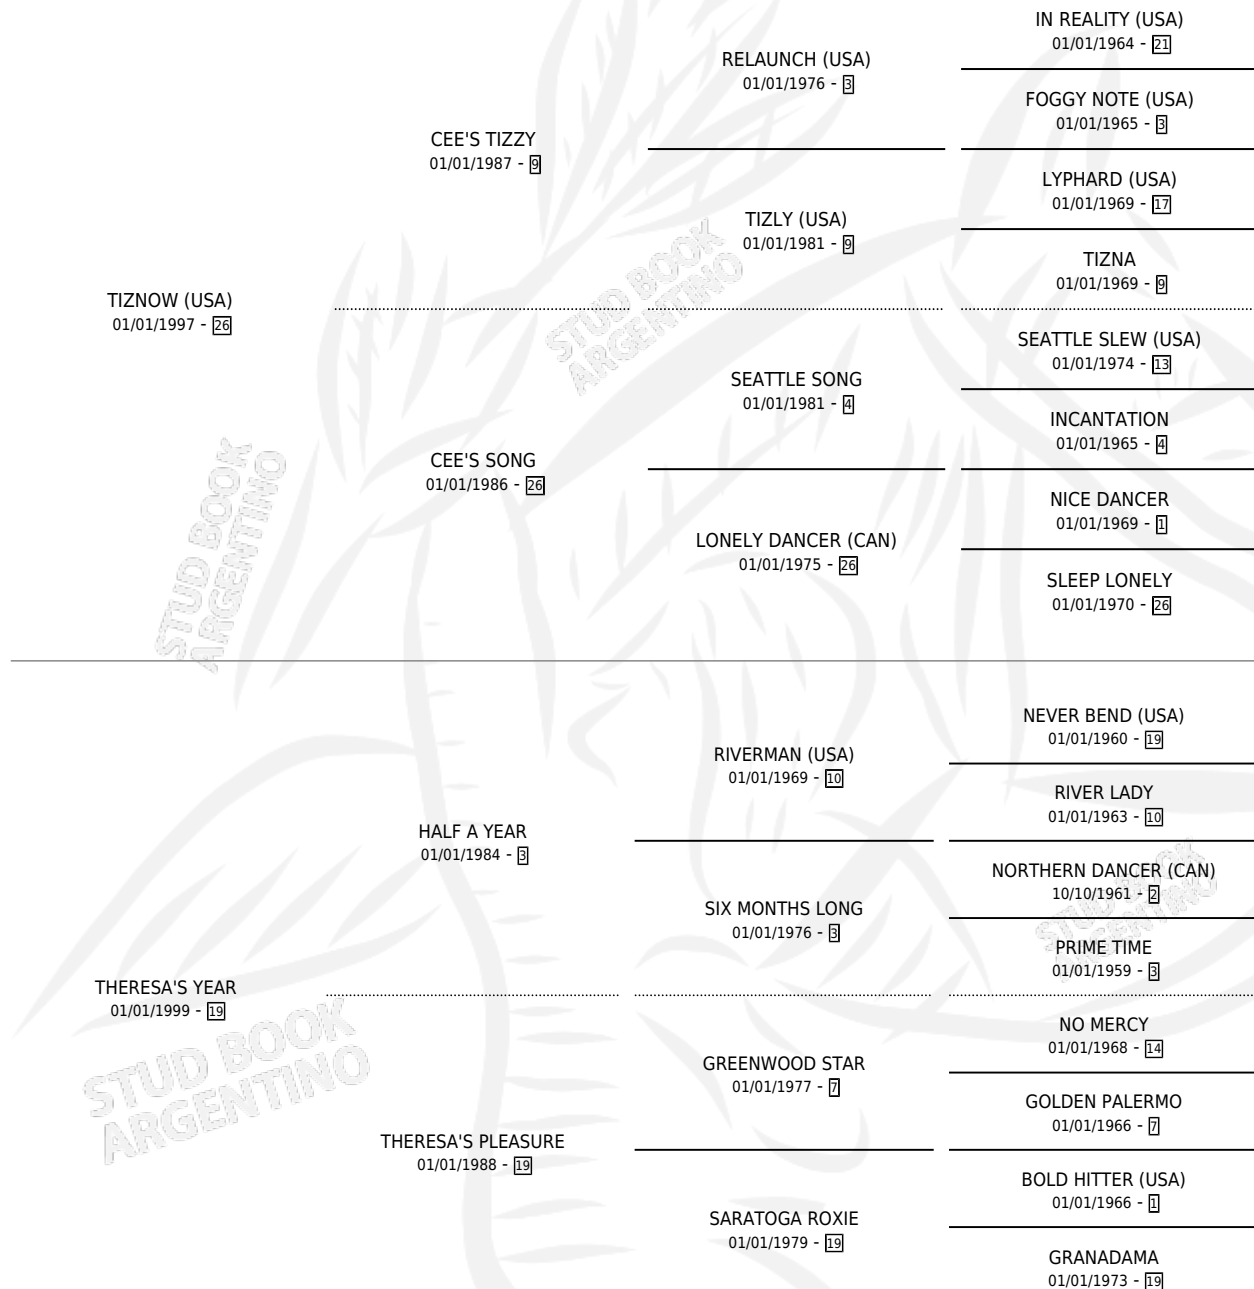 IN REALITY (USA)
01/01/1964 - 21
RELAUNCH (USA)
01/01/1976 - 3
FOGGY NOTE (USA)
01/01/1965 - 3
CEE'S TIZZY
01/01/1987 - 9
LYPHARD (USA)
01/01/1969 - 17
TIZLY (USA)
01/01/1981 - 9
TIZNA
01/01/1969 - 9
TIZNOW (USA)
01/01/1997 - 26
SEATTLE SLEW (USA)
01/01/1974 - 13
SEATTLE SONG
01/01/1981 - 4
INCANTATION
01/01/1965 - 4
CEE'S SONG
01/01/1986 - 26
NICE DANCER
01/01/1969 - 1
LONELY DANCER (CAN)
01/01/1975 - 26
SLEEP LONELY
01/01/1970 - 26
NEVER BEND (USA)
01/01/1960 - 19
RIVERMAN (USA)
01/01/1969 - 10
RIVER LADY
01/01/1963 - 10
HALF A YEAR
01/01/1984 - 3
NORTHERN DANCER (CAN)
10/10/1961 - 2
SIX MONTHS LONG
01/01/1976 - 3
PRIME TIME
01/01/1959 - 3
THERESA'S YEAR
01/01/1999 - 19
NO MERCY
01/01/1968 - 14
GREENWOOD STAR
01/01/1977 - 7
GOLDEN PALERMO
01/01/1966 - 7
THERESA'S PLEASURE
01/01/1988 - 19
BOLD HITTER (USA)
01/01/1966 - 1
SARATOGA ROXIE
01/01/1979 - 19
GRANADAMA
01/01/1973 - 19
STUD BOOK
ARGENTINO
STUD BOOK
ARGENTINO
STUD BOOK
ARGENTINO
STUD BOOK
ARGENTINO